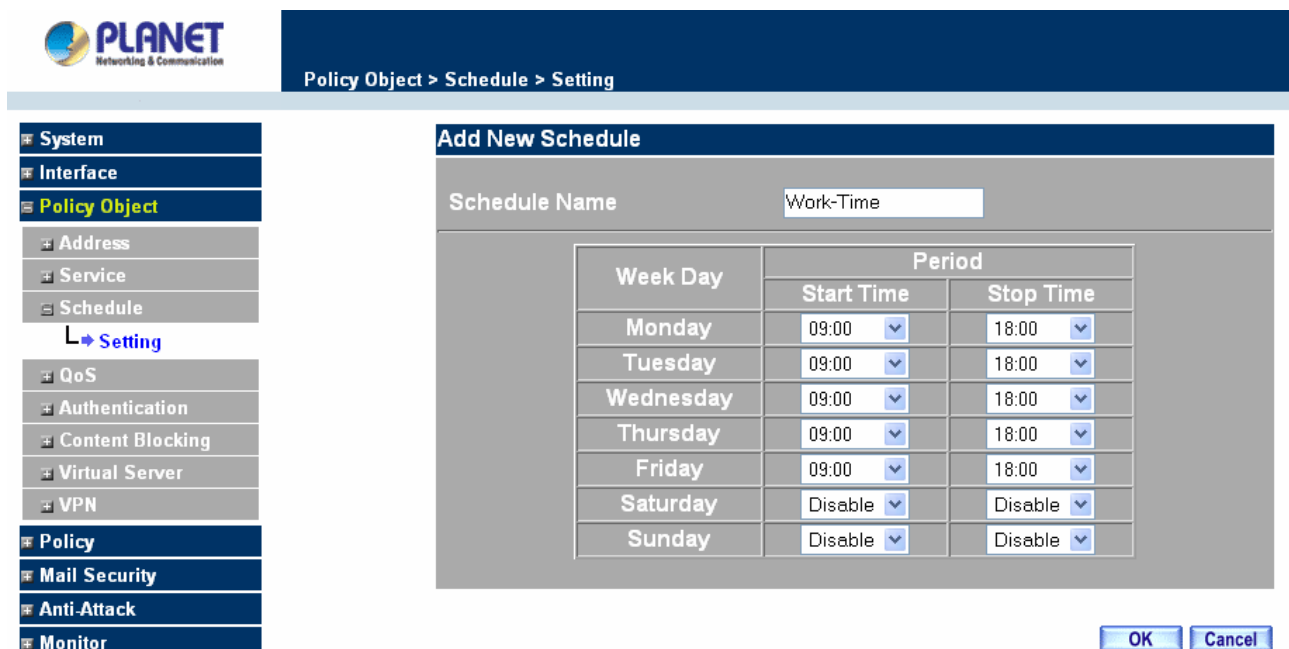 PLANET
Networking & Communication
Policy Object > Schedule > Setting
System
Interface
Policy Object
Address
Service
Schedule
Setting
QoS
Authentication
Content Blocking
Virtual Server
VPN
Policy
Mail Security
Anti-Attack
Monitor
Add New Schedule
Schedule Name Work-Time
Week Day Period
Start Time Stop Time
Monday 09:00 18:00
Tuesday 09:00 18:00
Wednesday 09:00 18:00
Thursday 09:00 18:00
Friday 09:00 18:00
Saturday Disable Disable
Sunday Disable Disable
OK Cancel